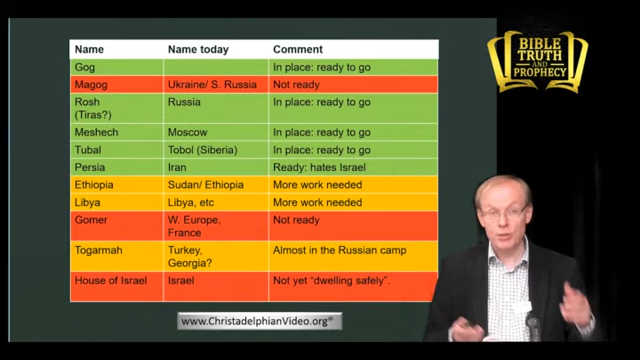 Name Name today Comment
Gog In place: ready to go
Magog Ukraine/ S. Russia Not ready
Rosh Russia In place: ready to go
(Tiras?)
Meshech Moscow In place: ready to go
Tubal Tobol (Siberia) In place: ready to go
Persia Iran Ready: hates Israel
Ethiopia Sudan/ Ethiopia More work needed
Libya Libya, etc More work needed
Gomer W. Europe, Not ready
France
Togarmah Turkey, Almost in the Russian camp
Georgia?
House of Israel Israel Not yet “dwelling safely”.
www.ChristadelphianVideo.org®
BIBLE
TRUTH
AND
PROPHECY